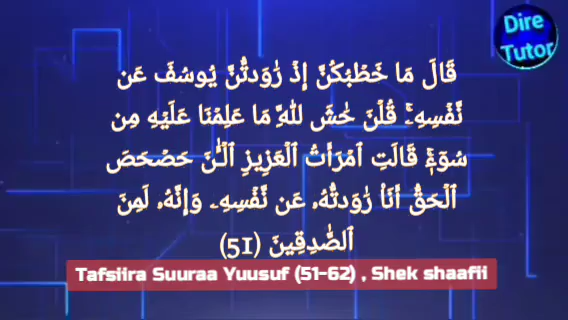 Dire
Tutor
قَالَ مَا خَطْبُكُنَّ إِذْ رَٰوَدتُّنَّ يُوسُفَ عَن
نَّفْسِهِۦۚ قُلْنَ حَٰشَ لِلَّهِ مَا عَلِمْنَا عَلَيْهِ مِن
سُوٓءٍۚ قَالَتِ ٱمْرَأَتُ ٱلْعَزِيزِ ٱلْـَٰٔنَ حَصْحَصَ
ٱلْحَقُّ أَنَا۠ رَٰوَدتُّهُۥ عَن نَّفْسِهِۦ وَإِنَّهُۥ لَمِنَ
ٱلصَّٰدِقِينَ (51)
Tafsiira Suuraa Yuusuf (51-62) , Shek shaafii